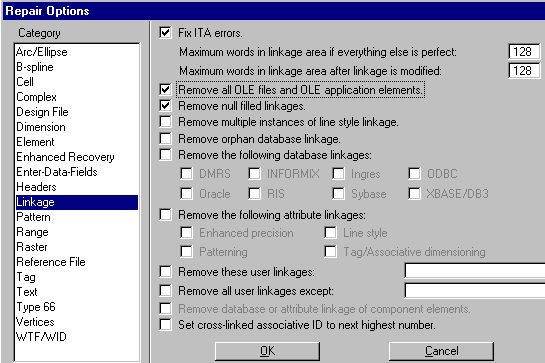 Repair Options
Category
Arc/Ellipse
B-spline
Cell
Complex
Design File
Dimension
Element
Enhanced Recovery
Enter-Data-Fields
Headers
Linkage
Pattern
Range
Raster
Reference File
Tag
Text
Type 66
Vertices
WTF/WID
Fix ITA errors.
Maximum words in linkage area if everything else is perfect: 128
Maximum words in linkage area after linkage is modified: 128
Remove all OLE files and OLE application elements.
Remove null filled linkages.
Remove multiple instances of line style linkage.
Remove orphan database linkage.
Remove the following database linkages:
DMRS INFORMIX Ingres ODBC
Oracle RIS Sybase XBASE/DB3
Remove the following attribute linkages:
Enhanced precision Line style
Patterning Tag/Associative dimensioning
Remove these user linkages:
Remove all user linkages except:
Remove database or attribute linkage of component elements.
Set cross-linked associative ID to next highest number.
OK Cancel